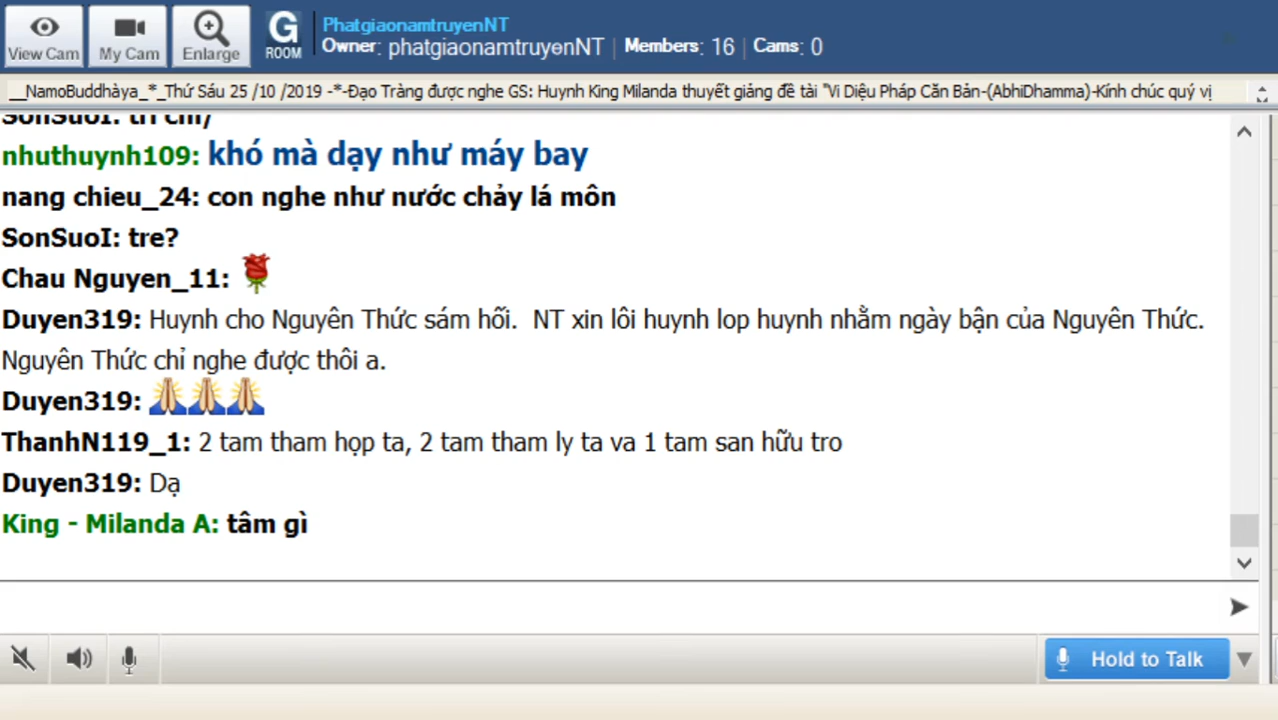 View Cam
My Cam
Enlarge
G
ROOM
PhatgiaonamtruyenNT
Owner: phatgiaonamtruyenNT | Members: 16 | Cams: 0
__NamoBuddhàya_*_Thứ Sáu 25 /10 /2019 -*-Đạo Tràng được nghe GS: Huynh King Milanda thuyết giảng đề tài "Vi Diệu Pháp Căn Bản-(AbhiDhamma)-Kính chúc quý vị
SonSuoI: trí chỉ/
nhuthuynh109: khó mà dạy như máy bay
nang chieu_24: con nghe như nước chảy lá môn
SonSuoI: tre?
Chau Nguyen_11:
Duyen319: Huynh cho Nguyên Thức sám hối.  NT xin lôi huynh lop huynh nhằm ngày bận của Nguyên Thức.
Nguyên Thức chỉ nghe được thôi a.
Duyen319:
ThanhN119_1: 2 tam tham họp ta, 2 tam tham ly ta va 1 tam san hữu tro
Duyen319: Dạ
King - Milanda A: tâm gì
Hold to Talk